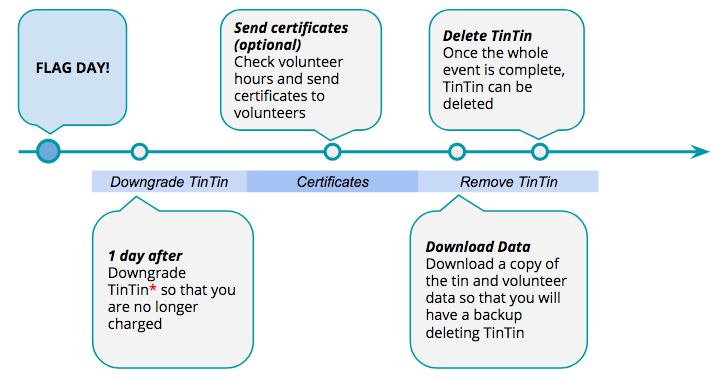 FLAG DAY!
Send certificates
(optional)
Check volunteer
hours and send
certificates to
volunteers
Delete TinTin
Once the whole
event is complete,
TinTin can be
deleted
Downgrade TinTin
Certificates
Remove TinTin
1 day after
Downgrade
TinTin* so that you
are no longer
charged
Download Data
Download a copy of
the tin and volunteer
data so that you will
have a backup
deleting TinTin